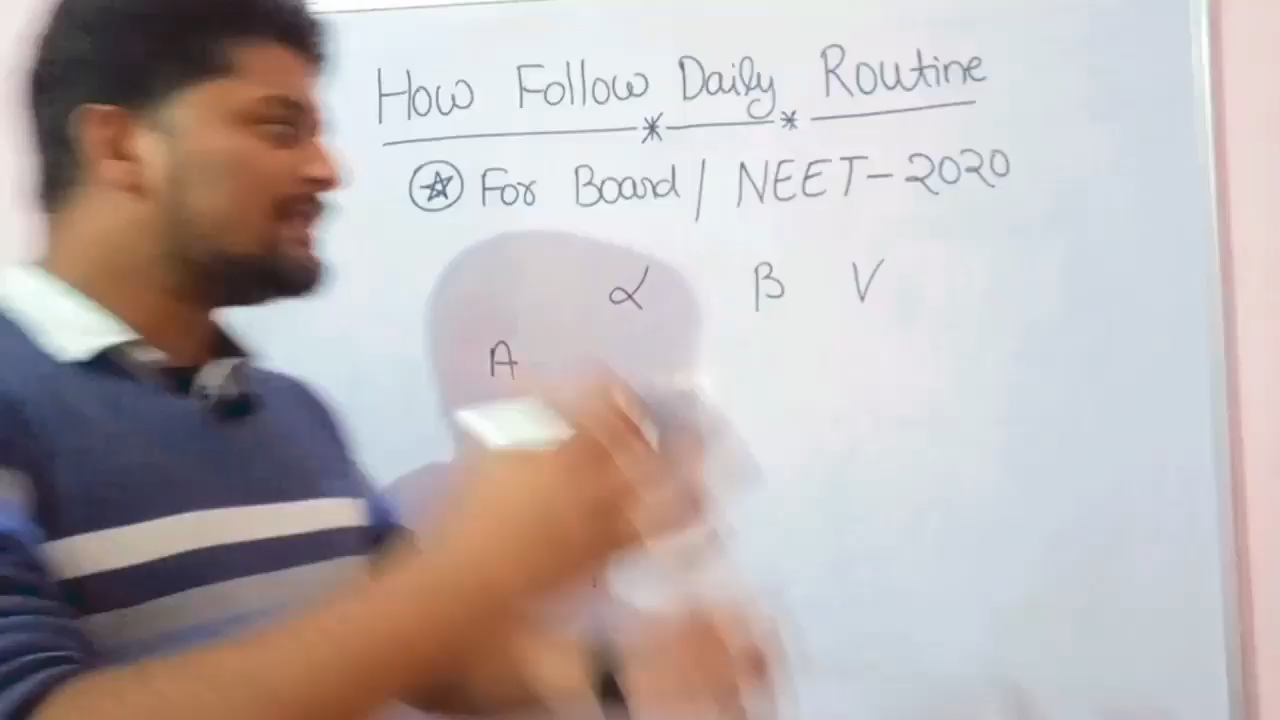 How Follow Daily Routine
For Board / NEET-2020
α β V
A